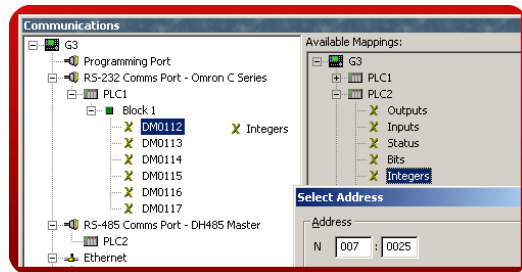 Communications
G3
Programming Port
RS-232 Comms Port - Omron C Series
PLC1
Block 1
DM0112
DM0113
DM0114
DM0115
DM0116
DM0117
RS-485 Comms Port - DH485 Master
PLC2
Ethernet
Integers
Available Mappings:
G3
PLC1
PLC2
Outputs
Inputs
Status
Bits
Integers
Select Address
Address
N 007 : 0025